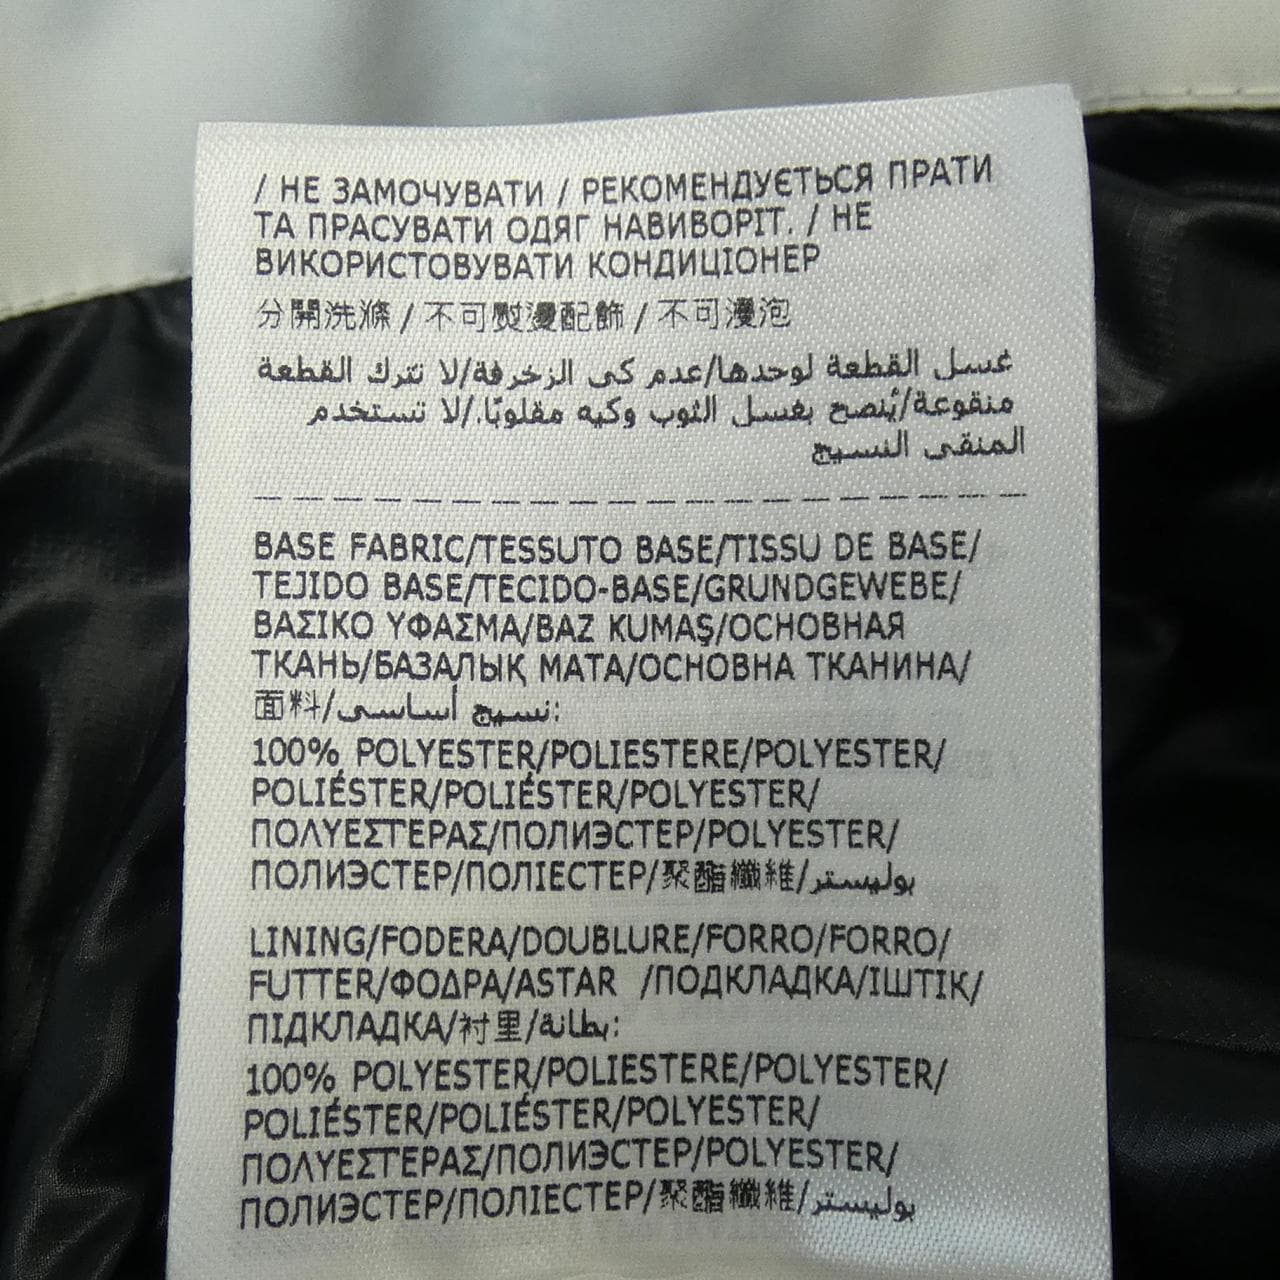 / НЕ ЗАМОЧУВАТИ / РЕКОМЕНДУЄТЬСЯ ПРАТИ
ТА ПРАСУВАТИ ОДЯГ НАВИВОРІТ. / НЕ
ВИКОРИСТОВУВАТИ КОНДИЦІОНЕР
分開洗滌 / 不可熨燙配飾 / 不可浸泡
غسل القطعة لوحدها/عدم كى الزخرفة/لا تترك القطعة
منقوعة/يُنصح بغسل الثوب وكيه مقلوبًا./لا تستخدم
المنقى النسيج
BASE FABRIC/TESSUTO BASE/TISSU DE BASE/
TEJIDO BASE/TECIDO-BASE/GRUNDGEWEBE/
ΒΑΣΙΚΟ ΥΦΑΣΜΑ/BAZ KUMAŞ/ОСНОВНАЯ
ТКАНЬ/БАЗАЛЫҚ МАТА/ОСНОВНА ТКАНИНА/
面料/نسيج أساسى:
100% POLYESTER/POLIESTERE/POLYESTER/
POLIÉSTER/POLIÉSTER/POLYESTER/
ΠΟΛΥΕΣΤΕΡΑΣ/ПОЛИЭСТЕР/POLYESTER/
ПОЛИЭСТЕР/ПОЛІЕСТЕР/聚酯纖維/بوليستر
LINING/FODERA/DOUBLURE/FORRO/FORRO/
FUTTER/ΦΟΔΡΑ/ASTAR /ПОДКЛАДКА/ІШТІК/
ПІДКЛАДКА/衬里/بطانة:
100% POLYESTER/POLIESTERE/POLYESTER/
POLIÉSTER/POLIÉSTER/POLYESTER/
ΠΟΛΥΕΣΤΕΡΑΣ/ПОЛИЭСТЕР/POLYESTER/
ПОЛИЭСТЕР/ПОЛІЕСТЕР/聚酯纖維/بوليستر